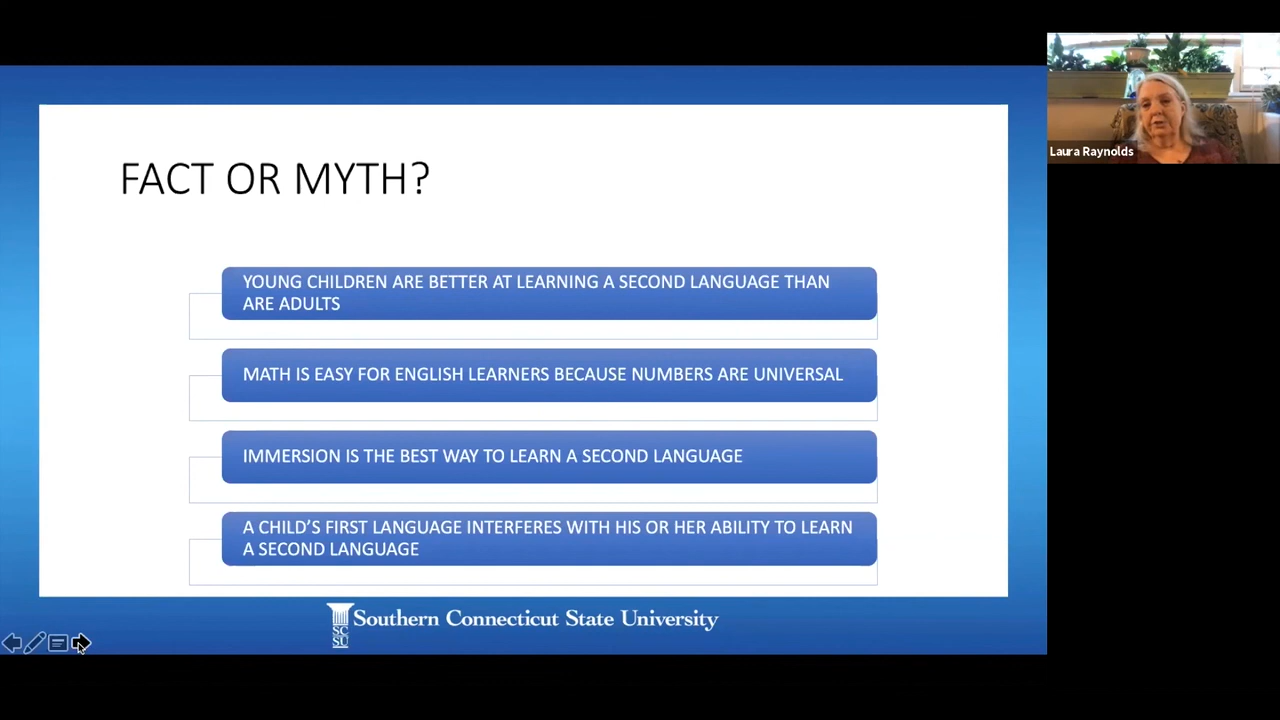 Laura Raynolds
FACT OR MYTH?
YOUNG CHILDREN ARE BETTER AT LEARNING A SECOND LANGUAGE THAN
ARE ADULTS
MATH IS EASY FOR ENGLISH LEARNERS BECAUSE NUMBERS ARE UNIVERSAL
IMMERSION IS THE BEST WAY TO LEARN A SECOND LANGUAGE
A CHILD'S FIRST LANGUAGE INTERFERES WITH HIS OR HER ABILITY TO LEARN
A SECOND LANGUAGE
Southern Connecticut State University
SC
SC